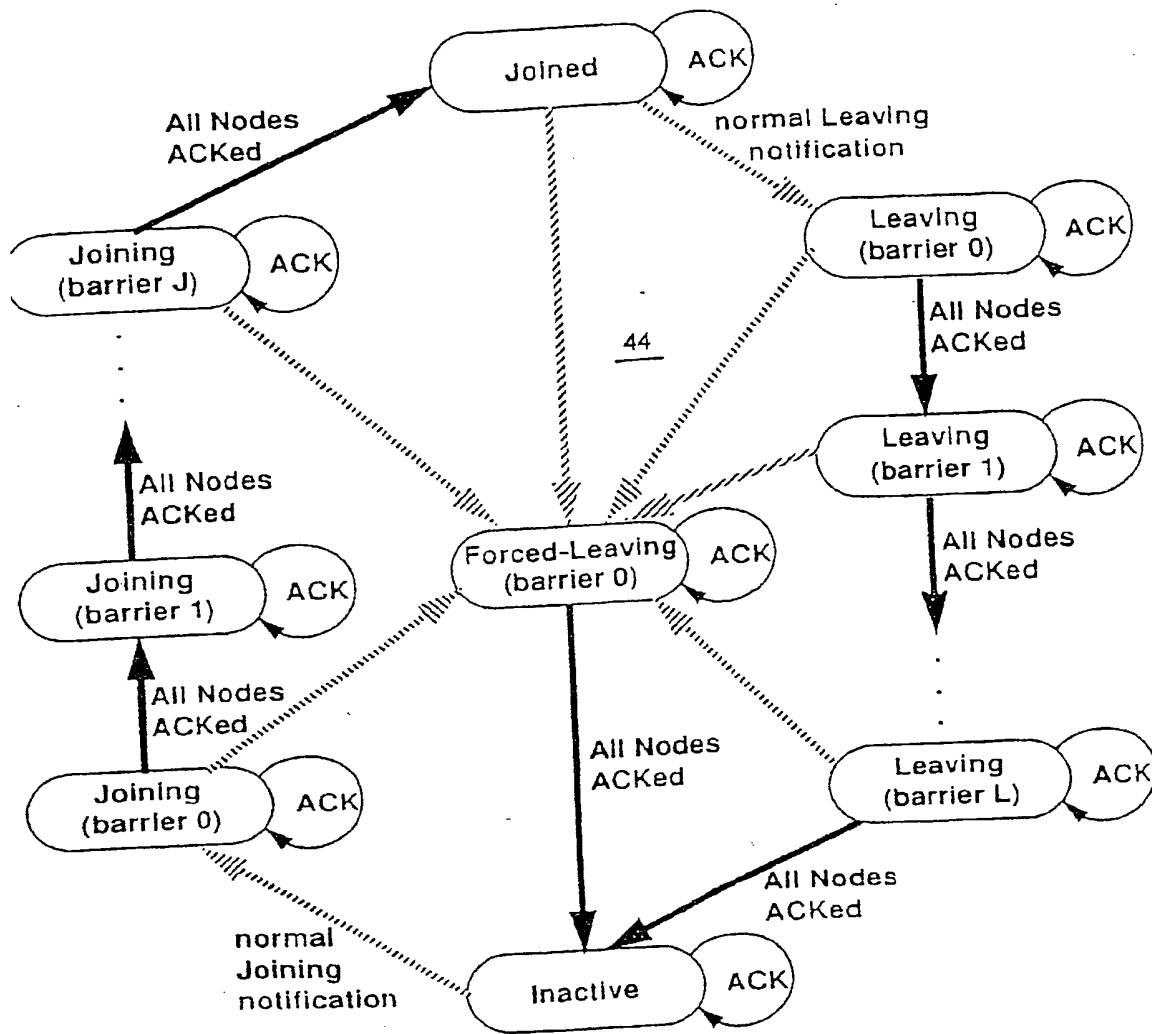 Joined
ACK
All Nodes
ACKed
normal Leaving
notification
Joining
(barrier J)
ACK
Leaving
(barrier 0)
ACK
44
All Nodes
ACKed
Leaving
(barrier 1)
ACK
All Nodes
ACKed
Forced-Leaving
(barrier 0)
ACK
All Nodes
ACKed
Joining
(barrier 1)
ACK
All Nodes
ACKed
All Nodes
ACKed
Joining
(barrier 0)
ACK
Leaving
(barrier L)
ACK
All Nodes
ACKed
normal
Joining
notification
Inactive
ACK